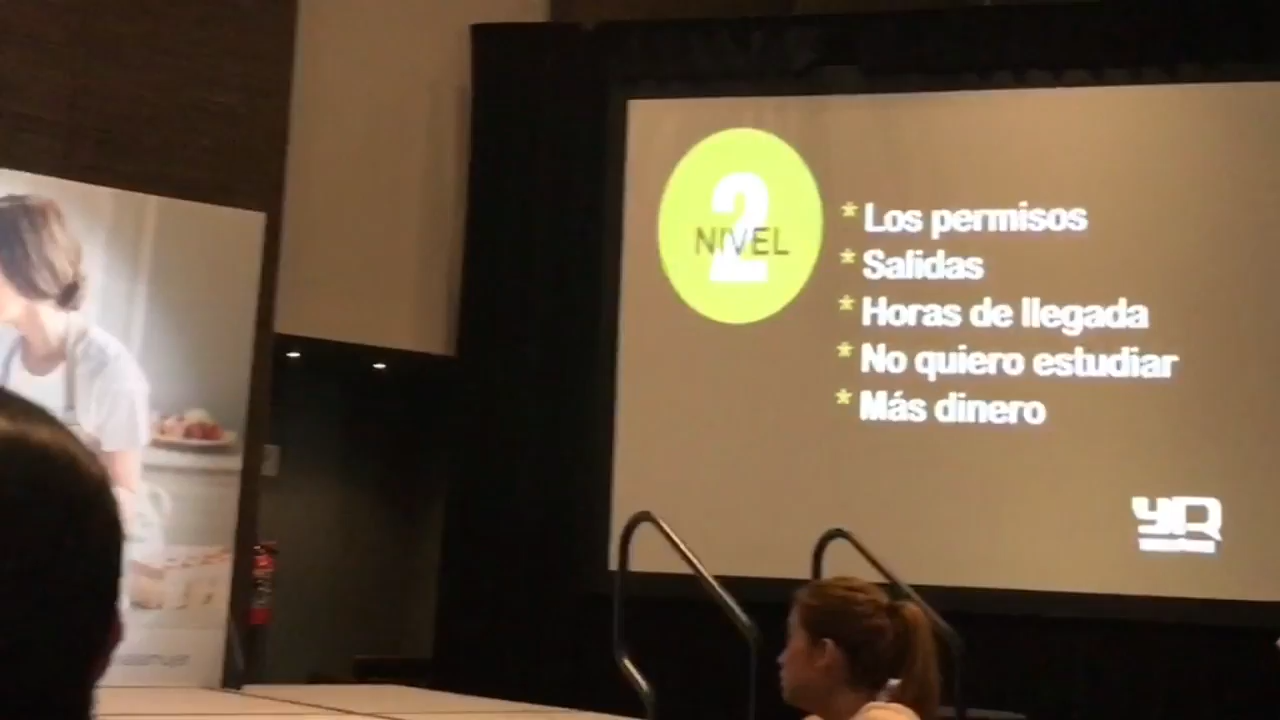 2
NIVEL
* Los permisos
* Salidas
* Horas de llegada
* No quiero estudiar
* Más dinero
YR